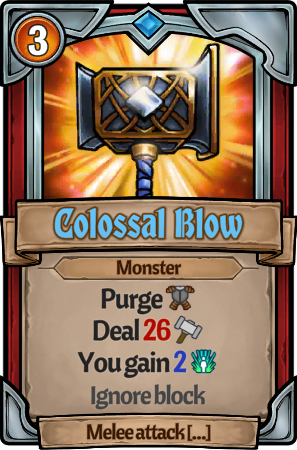 3
Colossal Blow
Monster
Purge
Deal 26
You gain 2
Ignore block
Melee attack [...]